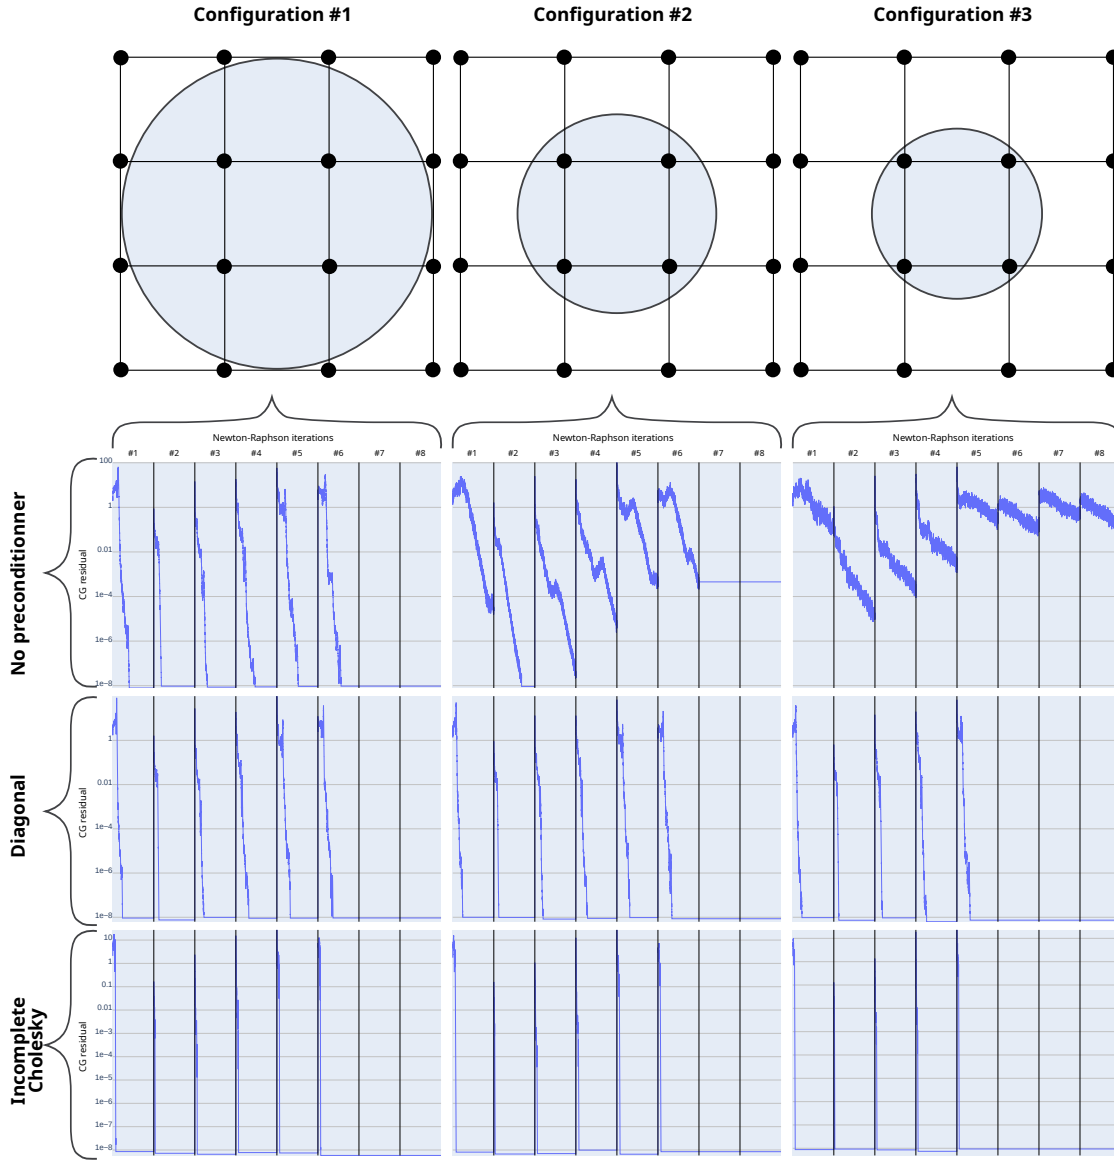 Configuration #1
Configuration #2
Configuration #3
Newton-Raphson iterations
#1 #2 #3 #4 #5 #6 #7 #8
Newton-Raphson iterations
#1 #2 #3 #4 #5 #6 #7 #8
Newton-Raphson iterations
#1 #2 #3 #4 #5 #6 #7 #8
No preconditionner
CG residual
100
1
0.01
1e−4
1e−6
1e−8
Diagonal
CG residual
1
0.01
1e−4
1e−6
1e−8
Incomplete
Cholesky
CG residual
10
1
0.1
0.01
1e−3
1e−4
1e−5
1e−6
1e−7
1e−8